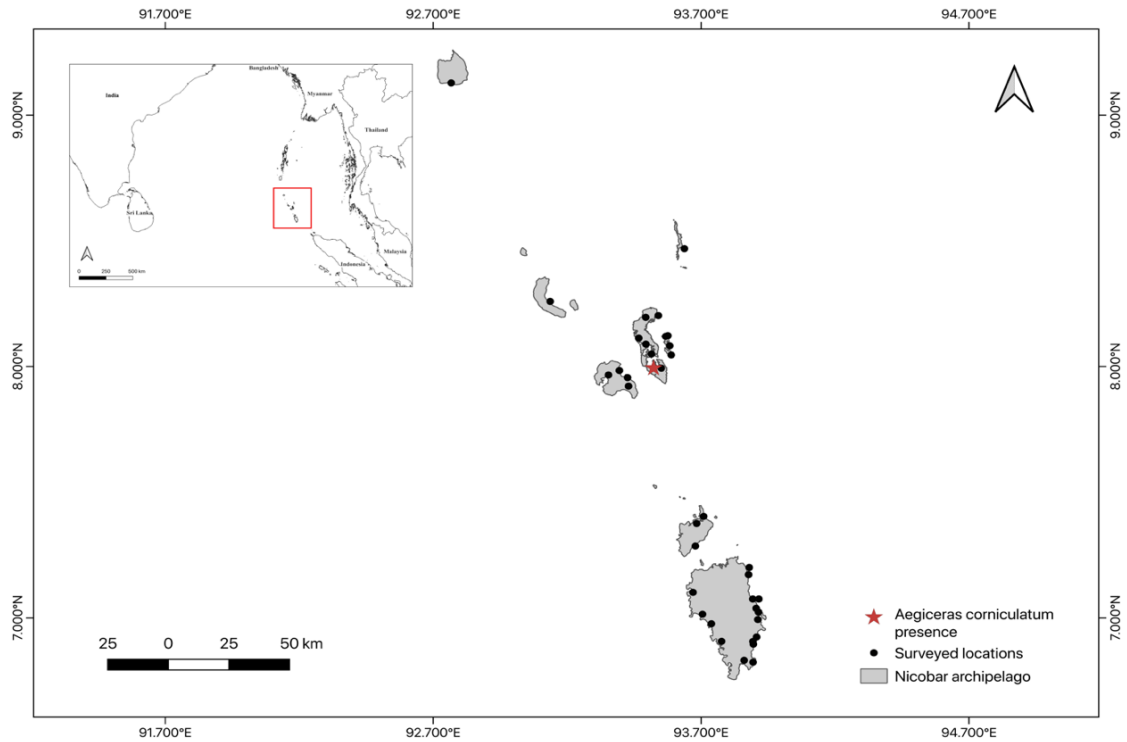 91.700°E
92.700°E
93.700°E
94.700°E
9.000°N
9.000°N
Bangladesh
India
Myanmar
Thailand
Sri Lanka
Malaysia
Indonesia
0 250 500 km
8.000°N
8.000°N
7.000°N
7.000°N
25 0 25 50 km
Aegiceras corniculatum
presence
Surveyed locations
Nicobar archipelago
91.700°E
92.700°E
93.700°E
94.700°E